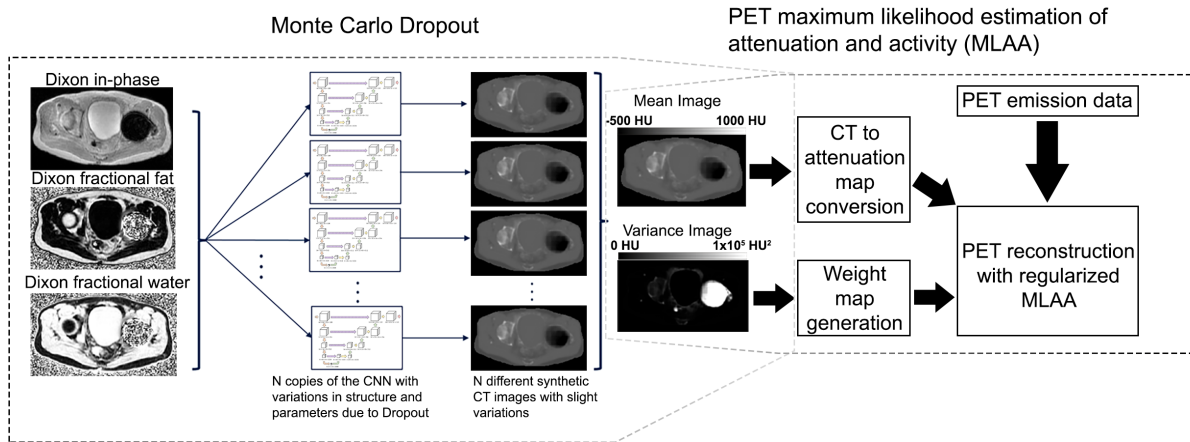 Monte Carlo Dropout
PET maximum likelihood estimation of
attenuation and activity (MLAA)
Dixon in-phase
Dixon fractional fat
Dixon fractional water
N copies of the CNN with
variations in structure and
parameters due to Dropout
N different synthetic
CT images with slight
variations
Mean Image
-500 HU 1000 HU
Variance Image
0 HU 1x10⁵ HU²
CT to
attenuation
map
conversion
Weight
map
generation
PET emission data
PET reconstruction
with regularized
MLAA